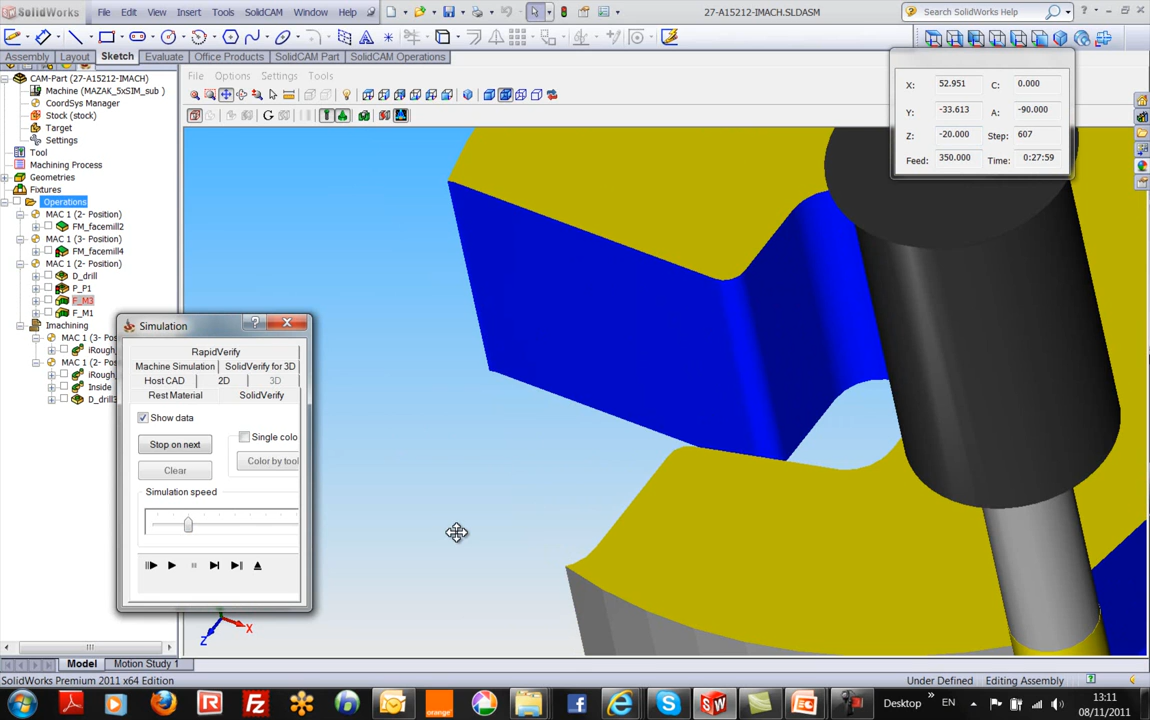 SolidWorks
File Edit View Insert Tools SolidCAM Window Help
27-A15212-IMACH.SLDASM
Search SolidWorks Help
Assembly Layout Sketch Evaluate Office Products SolidCAM Part SolidCAM Operations
CAM-Part (27-A15212-IMACH)
Machine (MAZAK_5xSIM_sub )
CoordSys Manager
Stock (stock)
Target
Settings
Tool
Machining Process
Geometries
Fixtures
Operations
MAC 1 (2- Position)
FM_facemill2
MAC 1 (3- Position)
FM_facemill4
MAC 1 (2- Position)
D_drill
P_P1
F_M3
F_M1
Imachining
MAC 1 (3- Pos
iRough_
MAC 1 (2- Pos
iRough_
Inside
D_drill3
File Options Settings Tools
X: 52.951 C: 0.000
Y: -33.613 A: -90.000
Z: -20.000 Step: 607
Feed: 350.000 Time: 0:27:59
Simulation
RapidVerify
Machine Simulation SolidVerify for 3D
Host CAD 2D 3D
Rest Material SolidVerify
Show data
Stop on next Single colo
Clear Color by tool
Simulation speed
Z X
Model Motion Study 1
SolidWorks Premium 2011 x64 Edition
Under Defined Editing Assembly
Desktop EN
13:11
08/11/2011